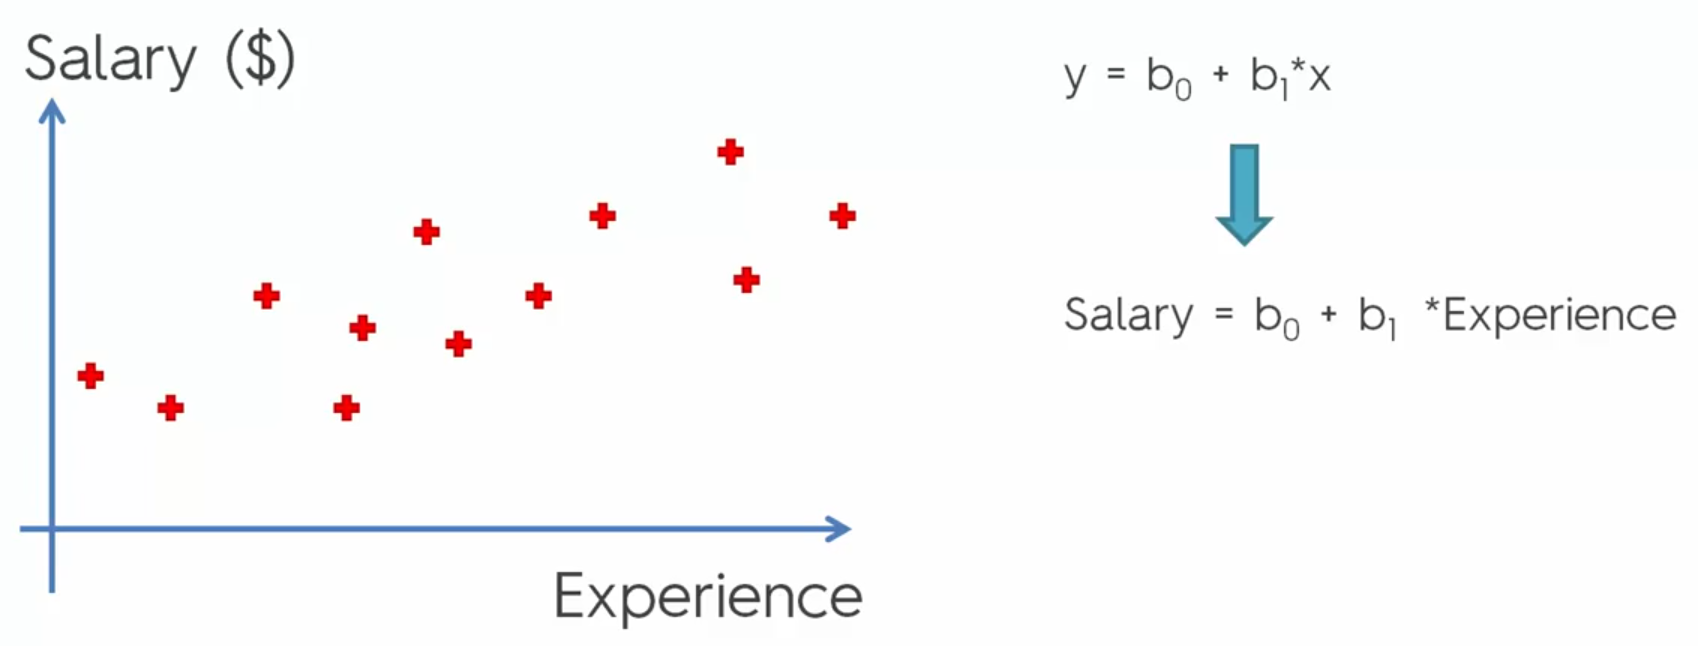 Salary ($)
y = b₀ + b₁*x
Salary = b₀ + b₁ *Experience
Experience